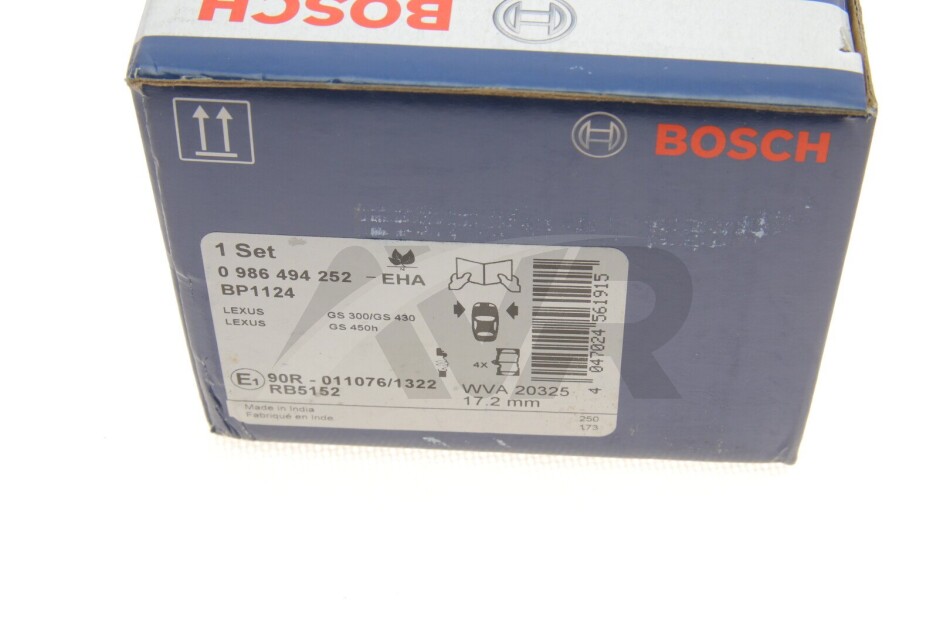 BOSCH
BOSCH
1 Set
0 986 494 252 - EHA
BP1124
LEXUS GS 300/GS 430
LEXUS GS 450h
4X
E1 90R - 011076/1322
RB5152
WVA 20325
17.2 mm
4 047024 561915
Made in India
Fabriqué en Inde
250
173
AVR